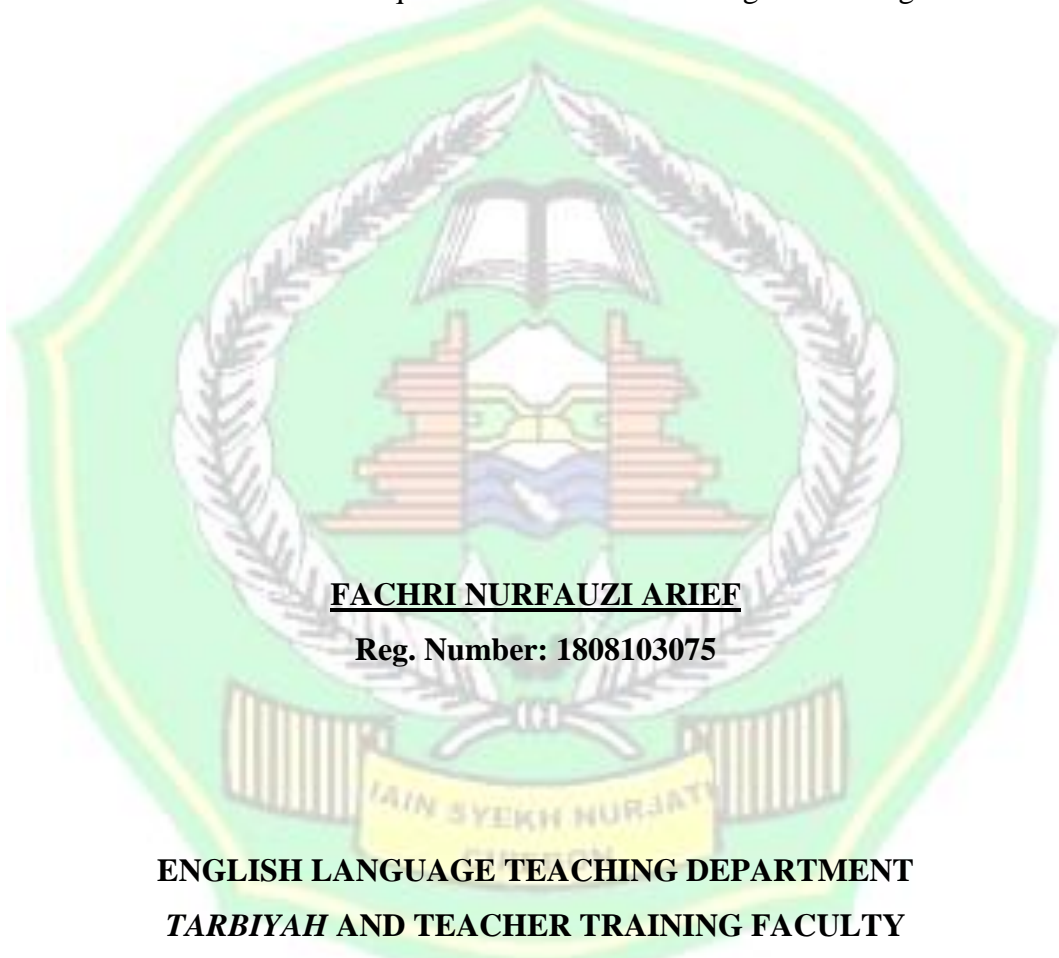 FACHRI NURFAUZI ARIEF
Reg. Number: 1808103075
IAIN SYEKH NURJATI
ENGLISH LANGUAGE TEACHING DEPARTMENT
TARBIYAH AND TEACHER TRAINING FACULTY